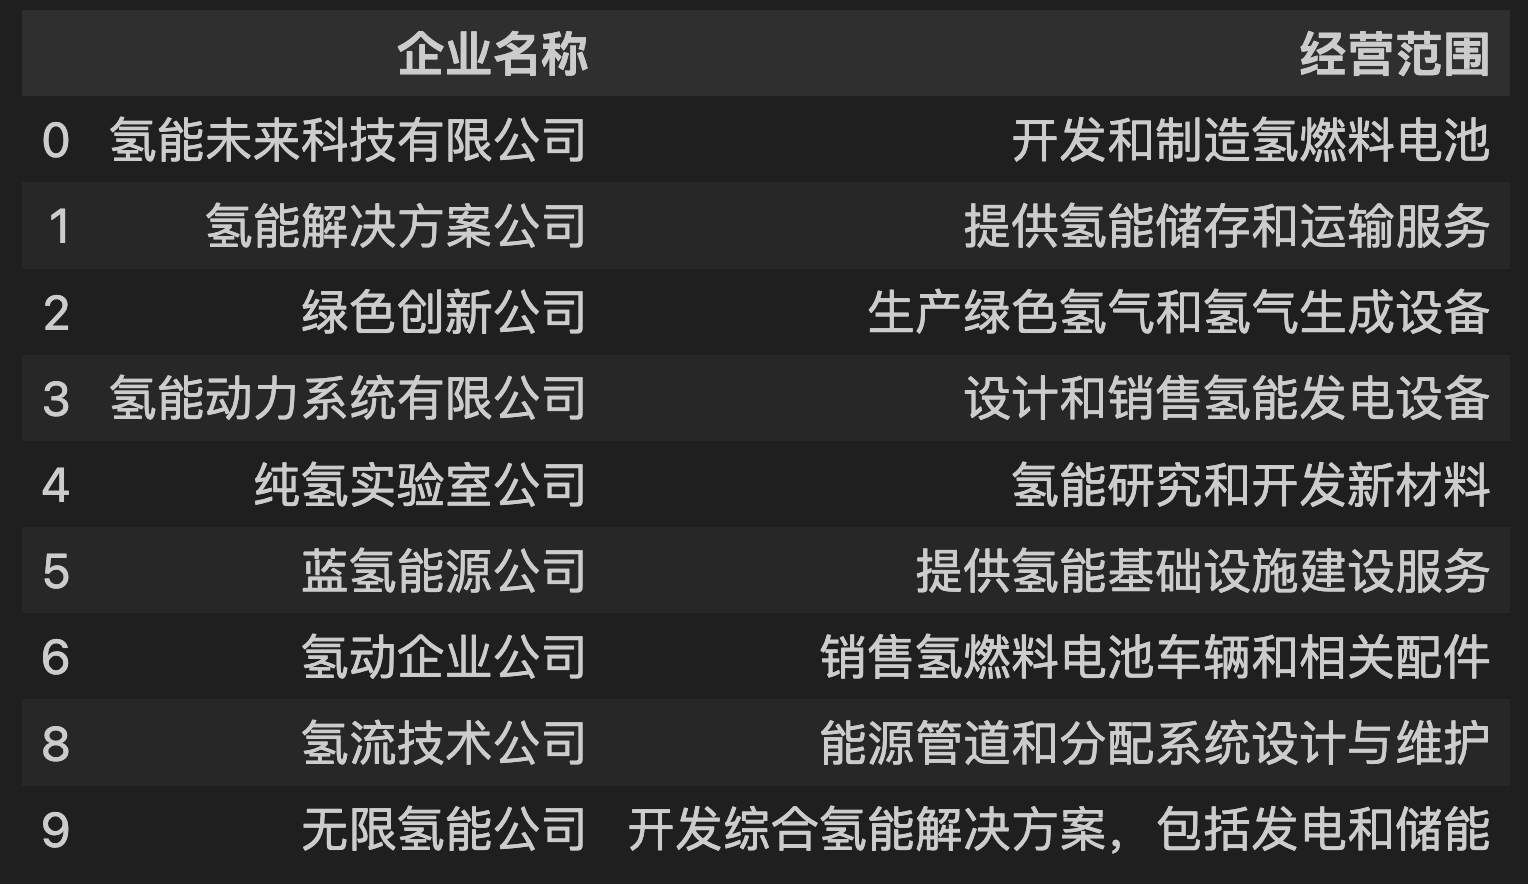 企业名称 经营范围
0 氢能未来科技有限公司 开发和制造氢燃料电池
1 氢能解决方案公司 提供氢能储存和运输服务
2 绿色创新公司 生产绿色氢气和氢气生成设备
3 氢能动力系统有限公司 设计和销售氢能发电设备
4 纯氢实验室公司 氢能研究和开发新材料
5 蓝氢能源公司 提供氢能基础设施建设服务
6 氢动企业公司 销售氢燃料电池车辆和相关配件
8 氢流技术公司 能源管道和分配系统设计与维护
9 无限氢能公司 开发综合氢能解决方案，包括发电和储能